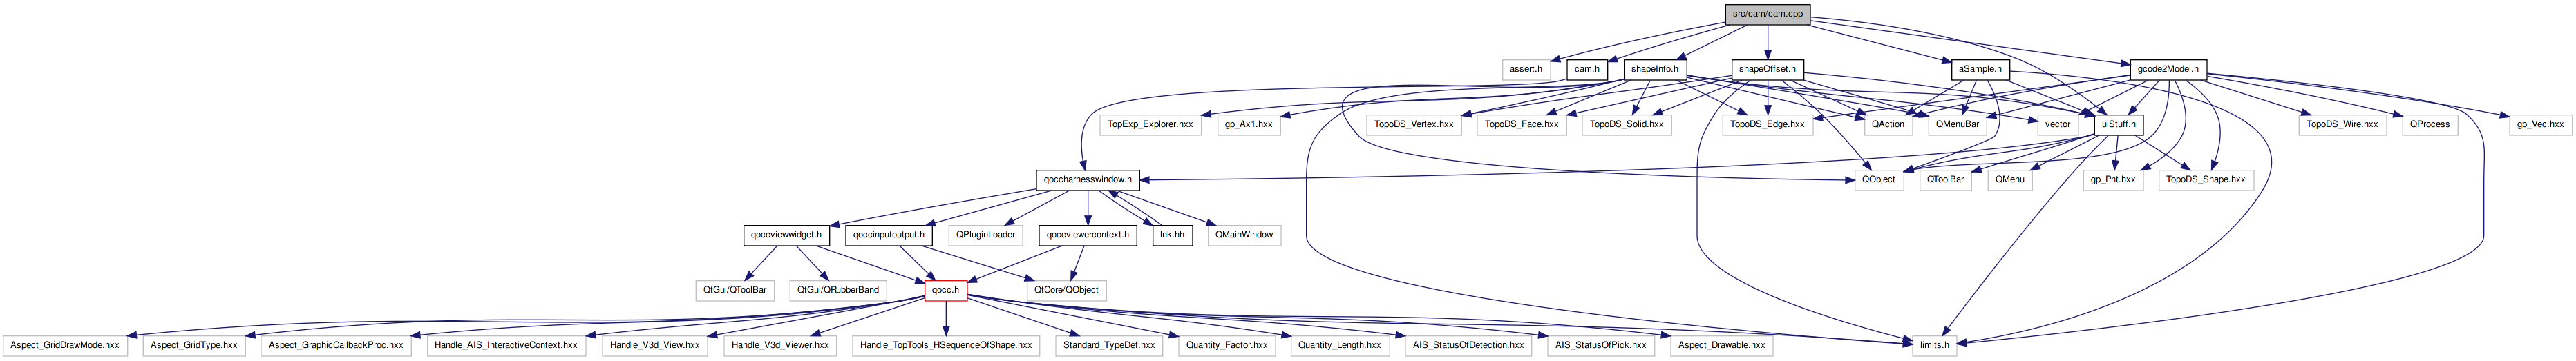 src/cam/cam.cpp
assert.h
cam.h
shapeInfo.h
shapeOffset.h
aSample.h
gcode2Model.h
TopExp_Explorer.hxx
gp_Ax1.hxx
TopoDS_Vertex.hxx
TopoDS_Face.hxx
TopoDS_Solid.hxx
TopoDS_Edge.hxx
QAction
QMenuBar
vector
uiStuff.h
TopoDS_Wire.hxx
QProcess
gp_Vec.hxx
qoccharnesswindow.h
QObject
QToolBar
QMenu
gp_Pnt.hxx
TopoDS_Shape.hxx
qoccviewwidget.h
qoccinputoutput.h
QPluginLoader
qoccviewercontext.h
lnk.hh
QMainWindow
QtGui/QToolBar
QtGui/QRubberBand
qocc.h
QtCore/QObject
Aspect_GridDrawMode.hxx
Aspect_GridType.hxx
Aspect_GraphicCallbackProc.hxx
Handle_AIS_InteractiveContext.hxx
Handle_V3d_View.hxx
Handle_V3d_Viewer.hxx
Handle_TopTools_HSequenceOfShape.hxx
Standard_TypeDef.hxx
Quantity_Factor.hxx
Quantity_Length.hxx
AIS_StatusOfDetection.hxx
AIS_StatusOfPick.hxx
Aspect_Drawable.hxx
limits.h